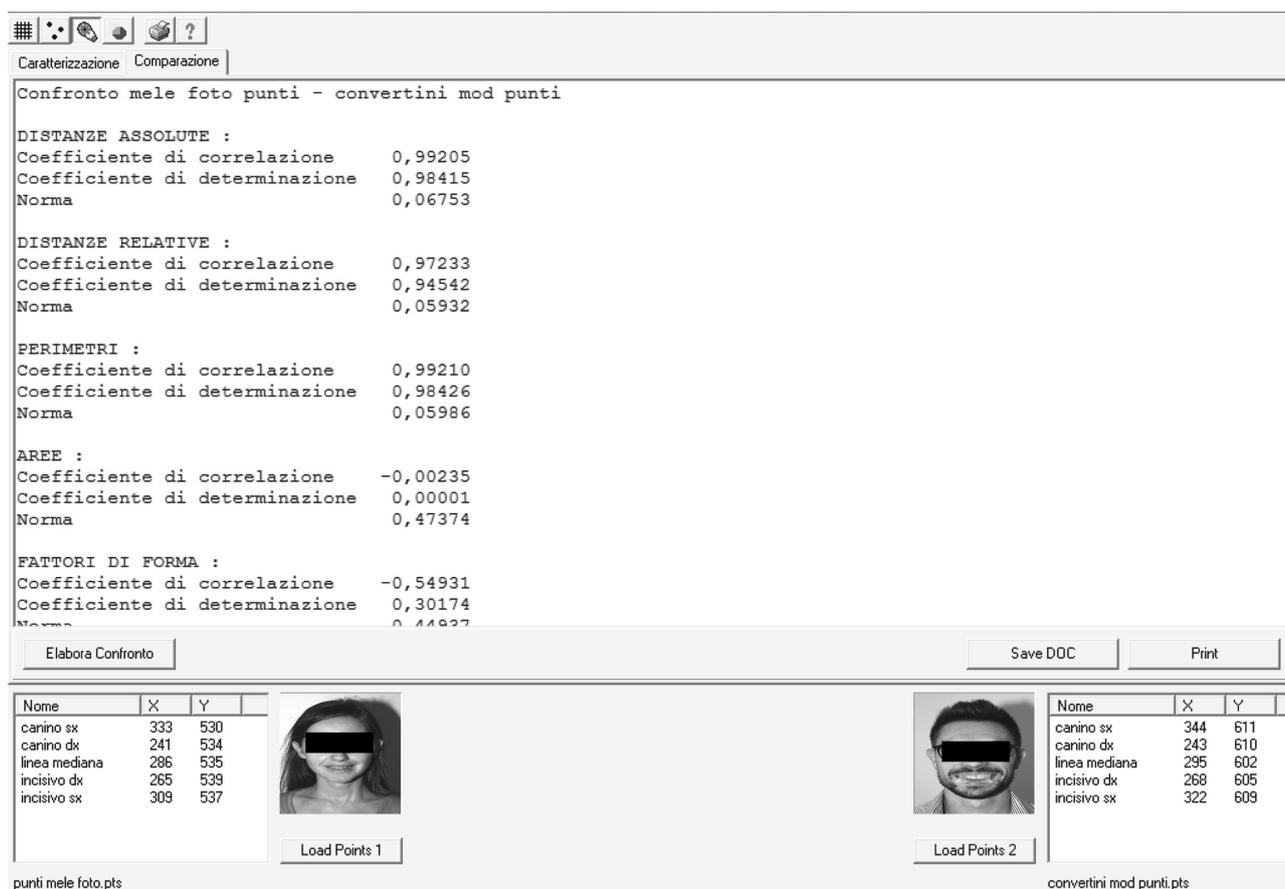 ?
Caratterizzazione Comparazione
Confronto mele foto punti - convertini mod punti
DISTANZE ASSOLUTE :
Coefficiente di correlazione 0,99205
Coefficiente di determinazione 0,98415
Norma 0,06753
DISTANZE RELATIVE :
Coefficiente di correlazione 0,97233
Coefficiente di determinazione 0,94542
Norma 0,05932
PERIMETRI :
Coefficiente di correlazione 0,99210
Coefficiente di determinazione 0,98426
Norma 0,05986
AREE :
Coefficiente di correlazione -0,00235
Coefficiente di determinazione 0,00001
Norma 0,47374
FATTORI DI FORMA :
Coefficiente di correlazione -0,54931
Coefficiente di determinazione 0,30174
Norma 0,44937
Elabora Confronto Save DOC Print
Nome X Y
canino sx 333 530
canino dx 241 534
linea mediana 286 535
incisivo dx 265 539
incisivo sx 309 537
Load Points 1
punti mele foto.pts
Nome X Y
canino sx 344 611
canino dx 243 610
linea mediana 295 602
incisivo dx 268 605
incisivo sx 322 609
Load Points 2
convertini mod punti.pts